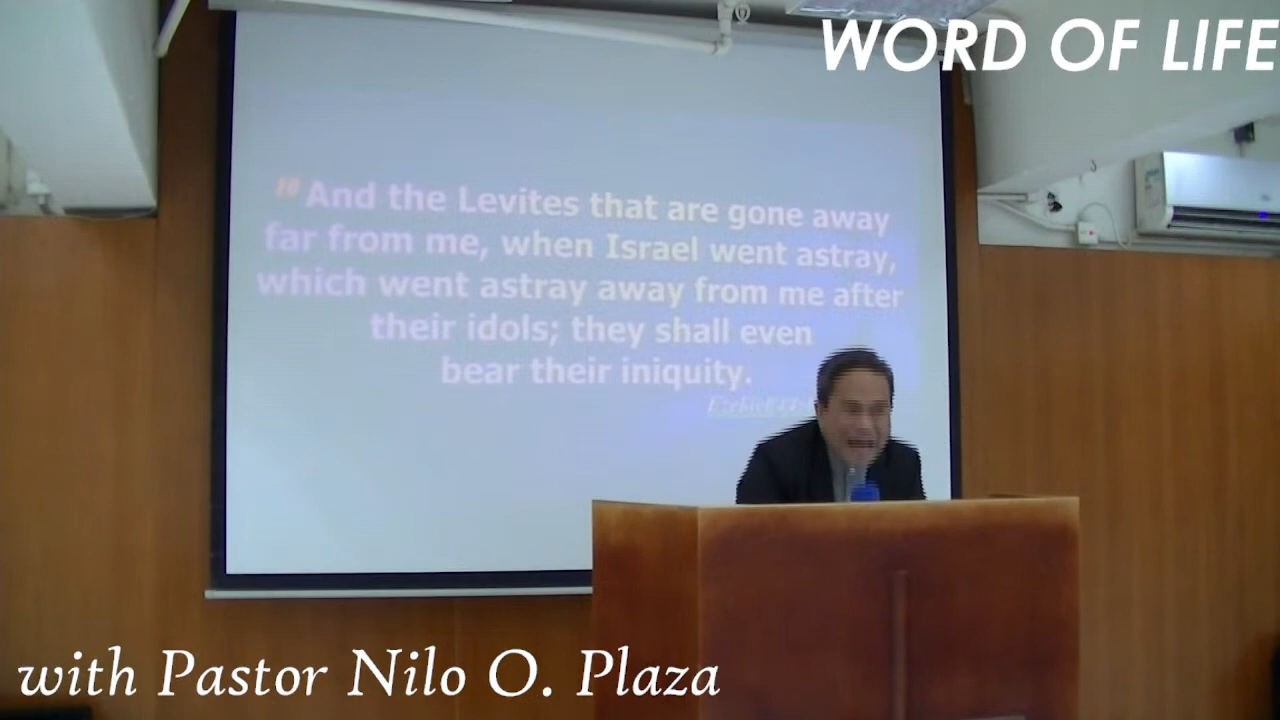 WORD OF LIFE
10 And the Levites that are gone away
far from me, when Israel went astray,
which went astray away from me after
their idols; they shall even
bear their iniquity.
with Pastor Nilo O. Plaza